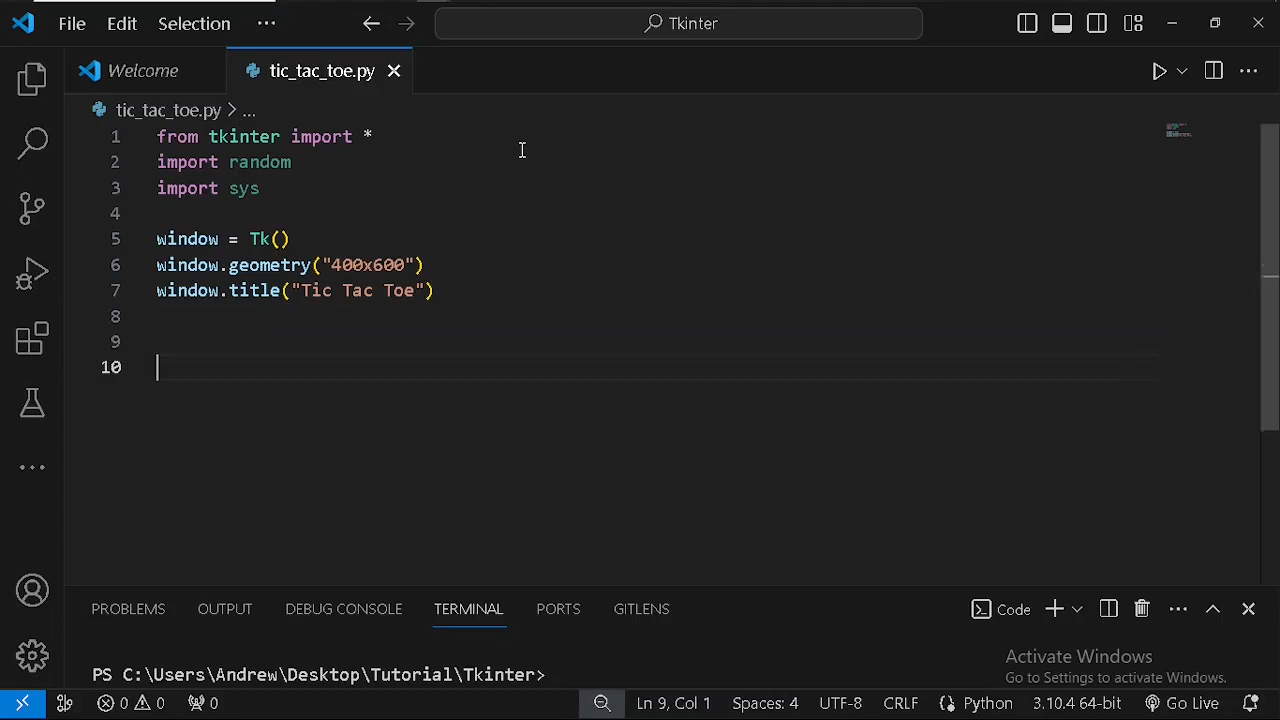 File Edit Selection ··· Tkinter
Welcome tic_tac_toe.py
tic_tac_toe.py > ...
1 from tkinter import *
2 import random
3 import sys
4
5 window = Tk()
6 window.geometry("400x600")
7 window.title("Tic Tac Toe")
8
9
10
PROBLEMS OUTPUT DEBUG CONSOLE TERMINAL PORTS GITLENS Code
PS C:\Users\Andrew\Desktop\Tutorial\Tkinter>
Activate Windows
Go to Settings to activate Windows.
0 0 0 Ln 9, Col 1 Spaces: 4 UTF-8 CRLF Python 3.10.4 64-bit Go Live